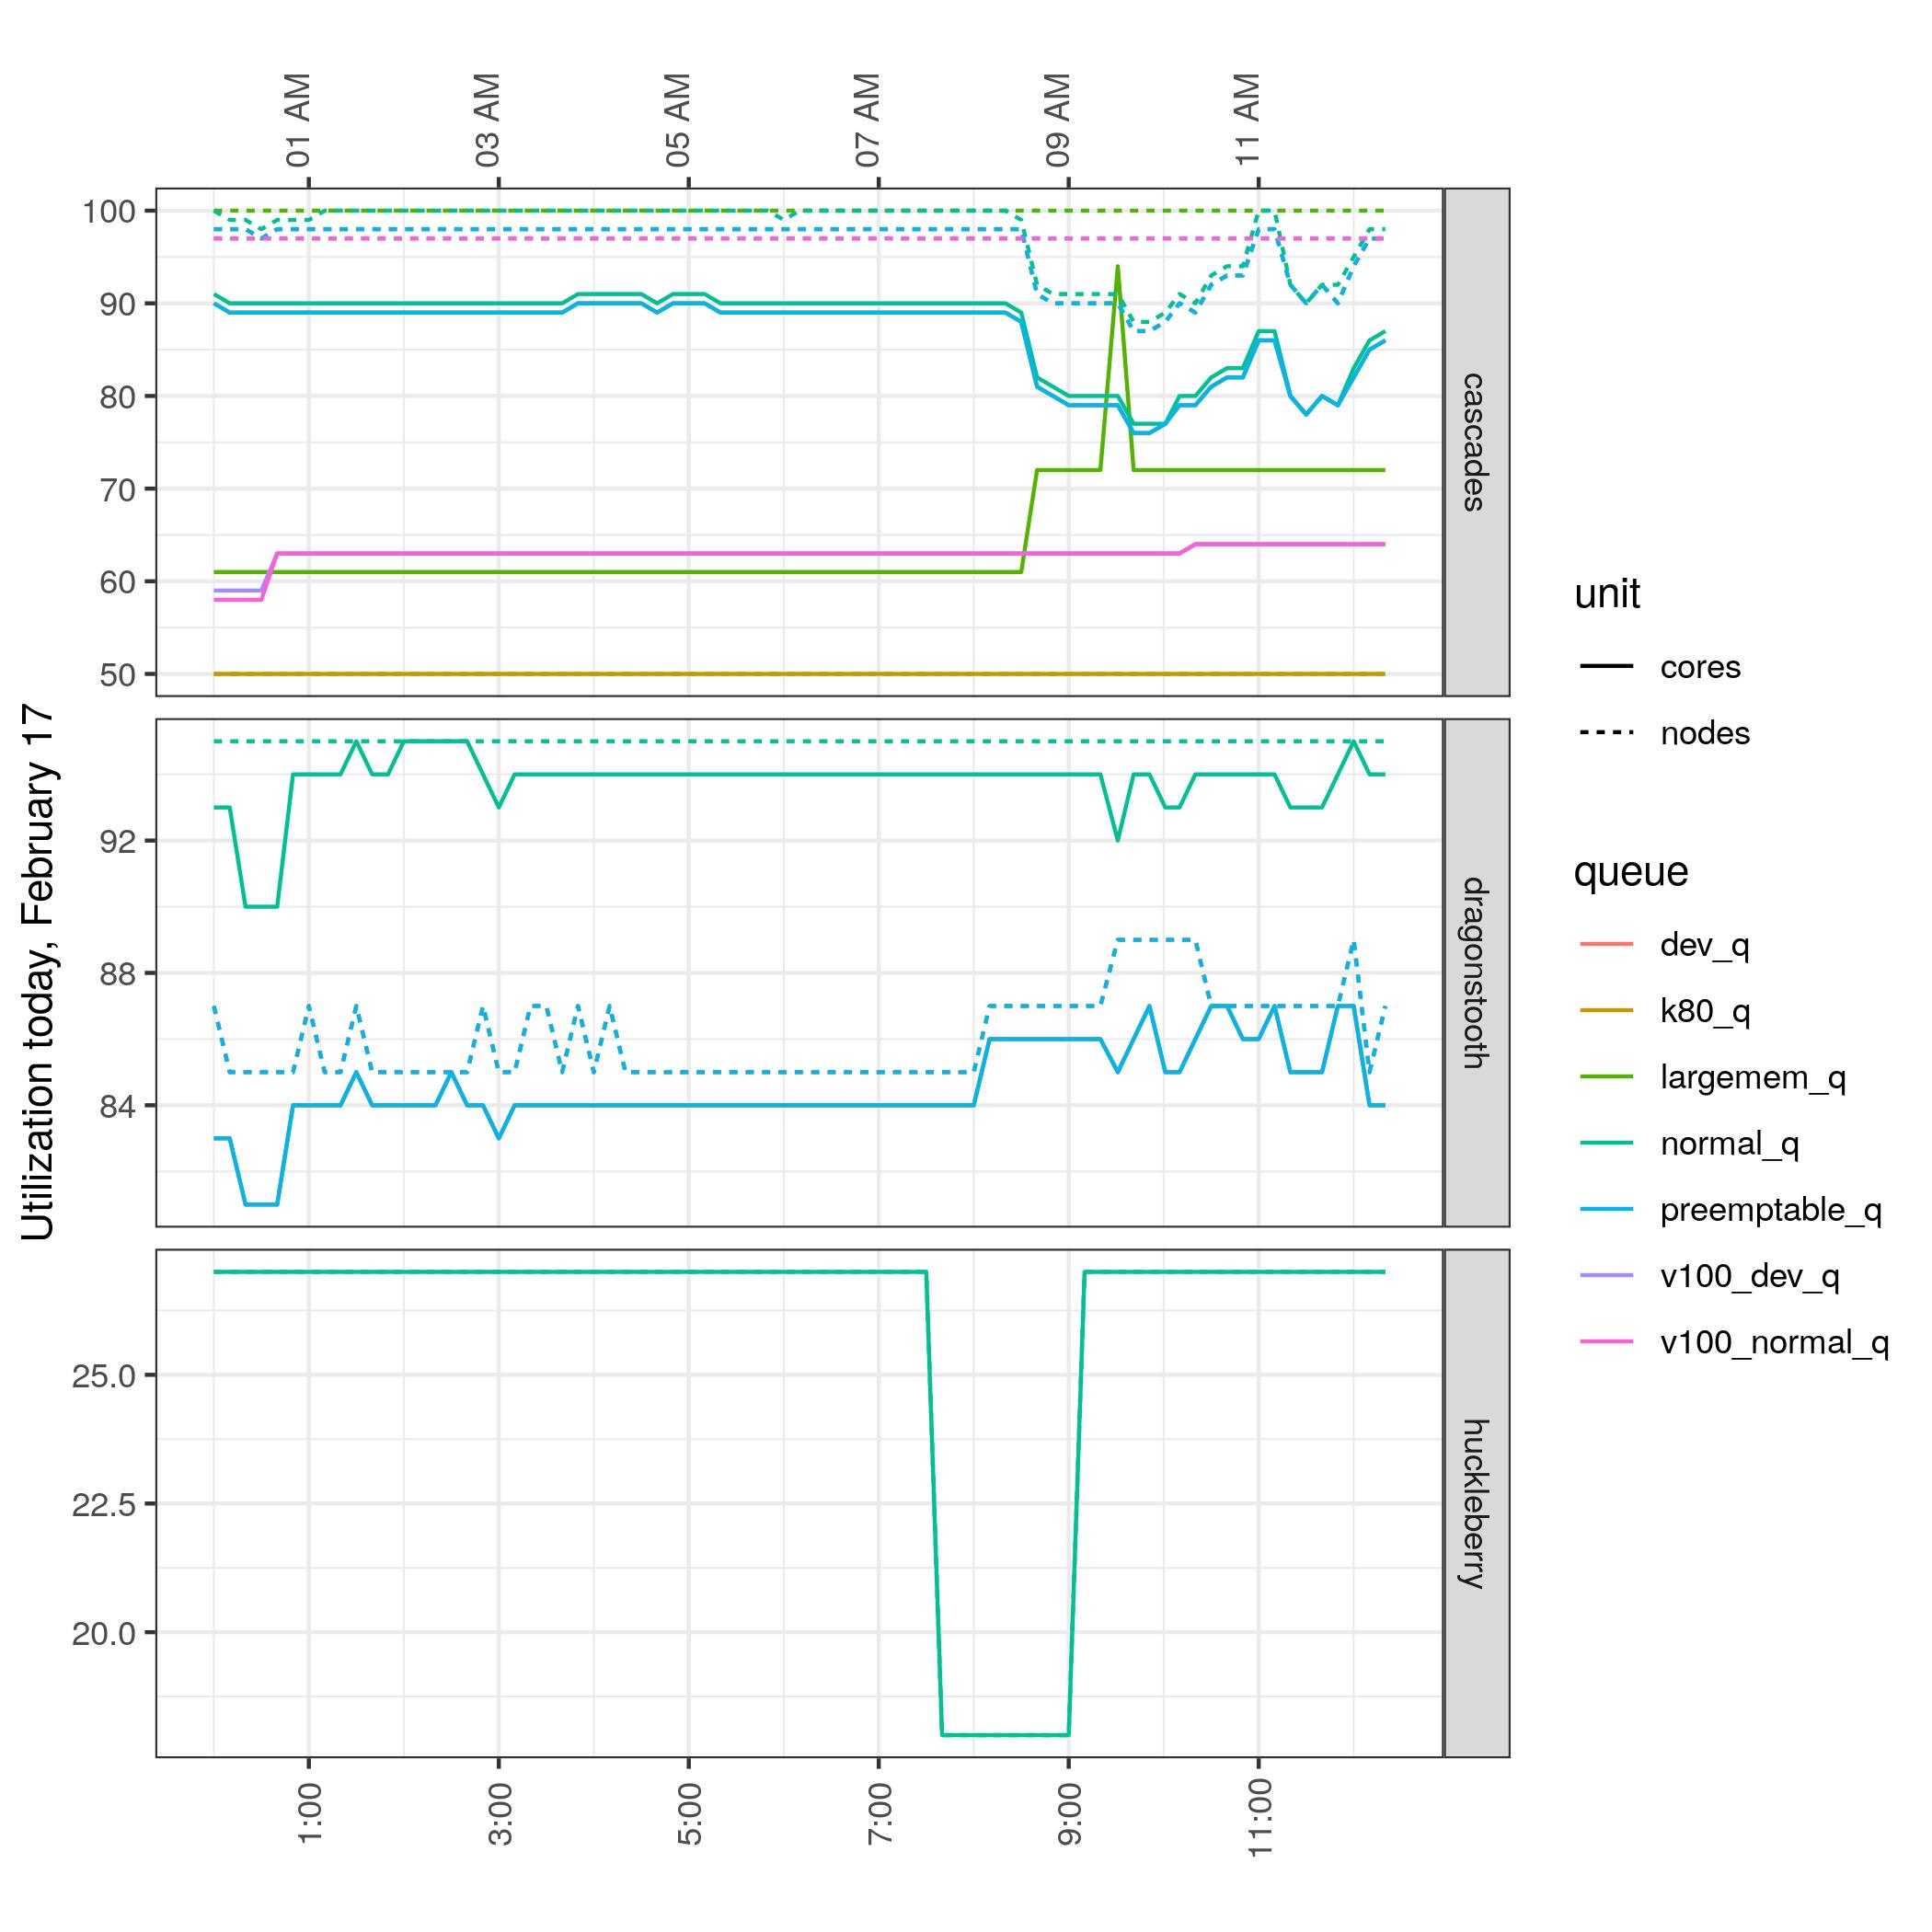 01 AM
03 AM
05 AM
07 AM
09 AM
11 AM
Utilization today, February 17
100
90
80
70
60
50
cascades
92
88
84
dragonstooth
25.0
22.5
20.0
huckleberry
1:00
3:00
5:00
7:00
9:00
11:00
unit
cores
nodes
queue
dev_q
k80_q
largemem_q
normal_q
preemptable_q
v100_dev_q
v100_normal_q